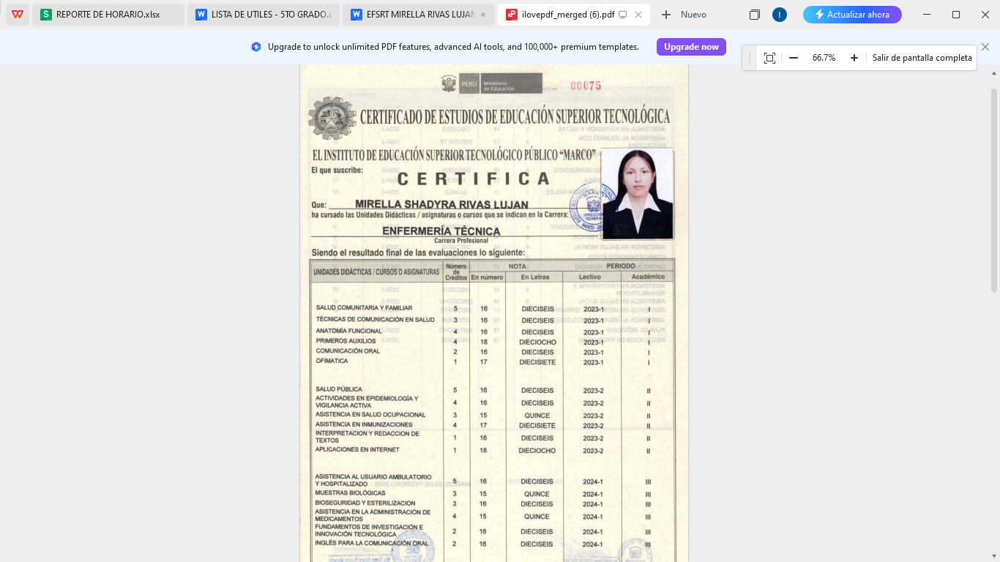 REPORTE DE HORARIO.xlsx
LISTA DE UTILES - 5TO GRADO.
EFSRT MIRELLA RIVAS LUJAN
ilovepdf_merged (6).pdf
Nuevo
I
Actualizar ahora
Upgrade to unlock unlimited PDF features, advanced AI tools, and 100,000+ premium templates.
Upgrade now
66.7%
Salir de pantalla completa
PERÚ Ministerio de Educación
00075
CERTIFICADO DE ESTUDIOS DE EDUCACIÓN SUPERIOR TECNOLÓGICA
EL INSTITUTO DE EDUCACIÓN SUPERIOR TECNOLÓGICO PÚBLICO “MARCO”
El que suscribe:
CERTIFICA
Que: MIRELLA SHADYRA RIVAS LUJAN
ha cursado las Unidades Didácticas / asignaturas o cursos que se indican en la Carrera:
ENFERMERÍA TÉCNICA
Carrera Profesional
Siendo el resultado final de las evaluaciones lo siguiente:
UNIDADES DIDÁCTICAS / CURSOS O ASIGNATURAS Número de Créditos NOTA PERIODO
En número En Letras Lectivo Académico
SALUD COMUNITARIA Y FAMILIAR 5 16 DIECISEIS 2023-1 I
TÉCNICAS DE COMUNICACIÓN EN SALUD 3 16 DIECISEIS 2023-1 I
ANATOMÍA FUNCIONAL 4 16 DIECISEIS 2023-1 I
PRIMEROS AUXILIOS 4 18 DIECIOCHO 2023-1 I
COMUNICACIÓN ORAL 2 16 DIECISEIS 2023-1 I
OFIMATICA 1 17 DIECISIETE 2023-1 I
SALUD PÚBLICA 5 16 DIECISEIS 2023-2 II
ACTIVIDADES EN EPIDEMIOLOGÍA Y
VIGILANCIA ACTIVA 4 16 DIECISEIS 2023-2 II
ASISTENCIA EN SALUD OCUPACIONAL 3 15 QUINCE 2023-2 II
ASISTENCIA EN INMUNIZACIONES 4 17 DIECISIETE 2023-2 II
INTERPRETACION Y REDACCION DE
TEXTOS 1 16 DIECISEIS 2023-2 II
APLICACIONES EN INTERNET 1 18 DIECIOCHO 2023-2 II
ASISTENCIA AL USUARIO AMBULATORIO
Y HOSPITALIZADO 5 16 DIECISEIS 2024-1 III
MUESTRAS BIOLÓGICAS 3 15 QUINCE 2024-1 III
BIOSEGURIDAD Y ESTERILIZACION 3 16 DIECISEIS 2024-1 III
ASISTENCIA EN LA ADMINISTRACIÓN DE
MEDICAMENTOS 4 15 QUINCE 2024-1 III
FUNDAMENTOS DE INVESTIGACIÓN E
INNOVACIÓN TECNOLÓGICA 2 16 DIECISEIS 2024-1 III
INGLÉS PARA LA COMUNICACIÓN ORAL 2 16 DIECISEIS 2024-1 III